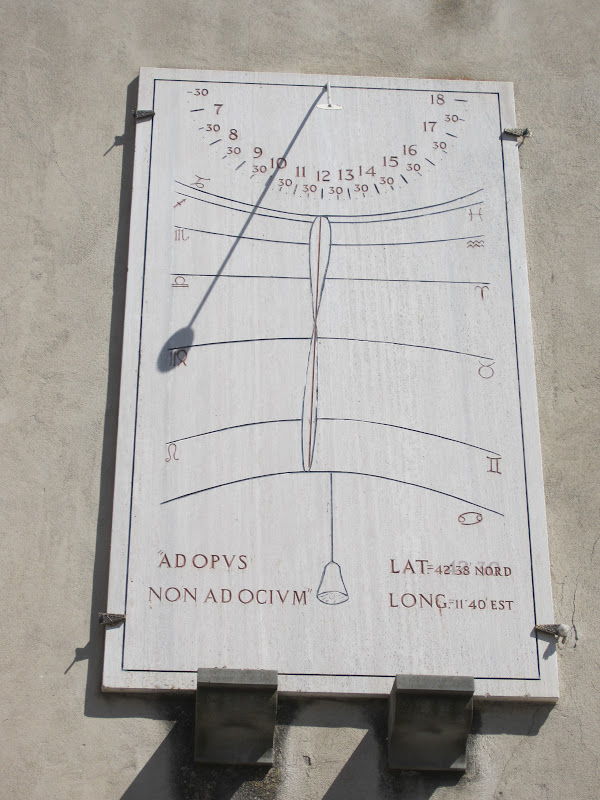 -30 7 -30 8 30 9 30 10 30 11 30 12 30 13 30 14 30 15 30 16 30 17 30 18
♑
♐ ♓
♏ ♒
♎ ♈
♍ ♉
♌ ♊
♋
"AD OPVS
NON AD OCIVM"
LAT.=42°38' NORD
LONG.=11°40' EST